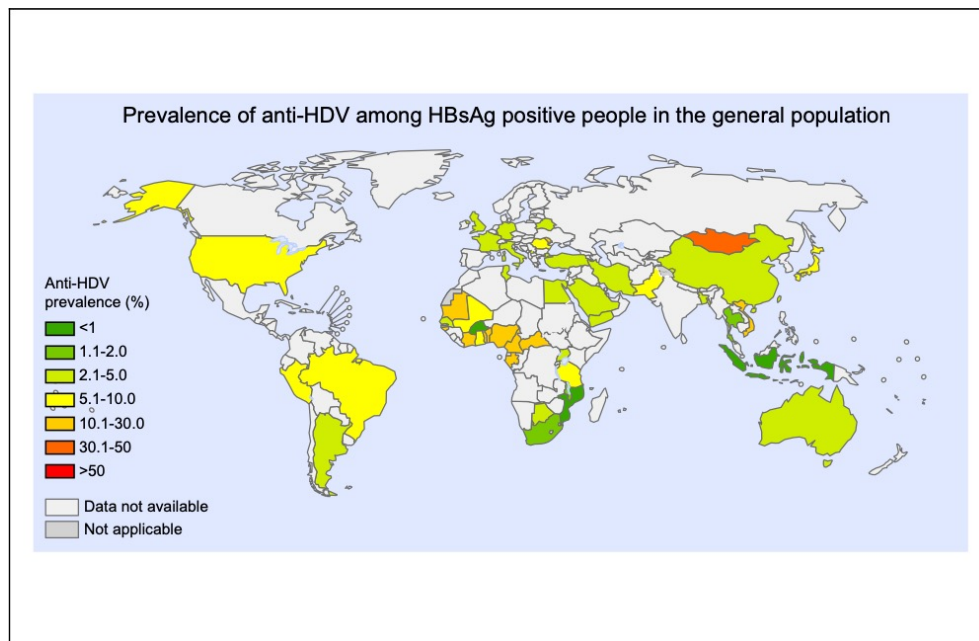 Prevalence of anti-HDV among HBsAg positive people in the general population
Anti-HDV
prevalence (%)
<1
1.1-2.0
2.1-5.0
5.1-10.0
10.1-30.0
30.1-50
>50
Data not available
Not applicable